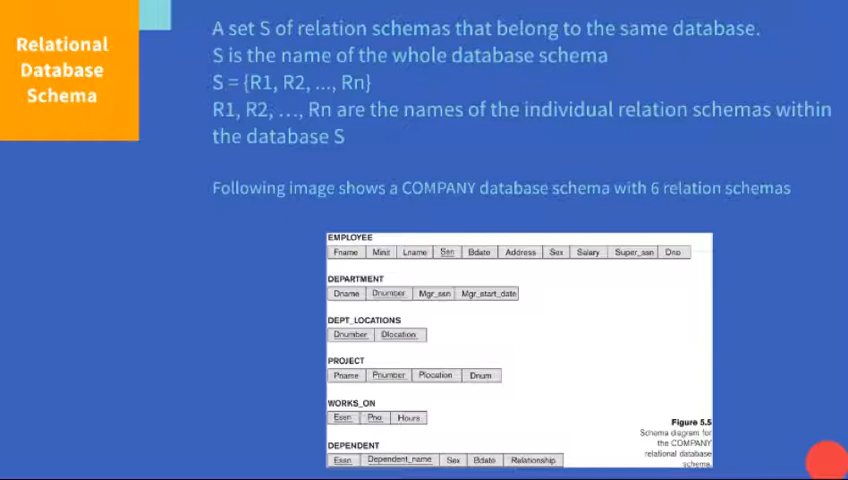 Relational
Database
Schema
A set S of relation schemas that belong to the same database.
S is the name of the whole database schema
S = {R1, R2, ..., Rn}
R1, R2, …, Rn are the names of the individual relation schemas within
the database S
Following image shows a COMPANY database schema with 6 relation schemas
EMPLOYEE
Fname Minit Lname Ssn Bdate Address Sex Salary Super_ssn Dno
DEPARTMENT
Dname Dnumber Mgr_ssn Mgr_start_date
DEPT_LOCATIONS
Dnumber Dlocation
PROJECT
Pname Pnumber Plocation Dnum
WORKS_ON
Essn Pno Hours
DEPENDENT
Essn Dependent_name Sex Bdate Relationship
Figure 5.5
Schema diagram for
the COMPANY
relational database
schema.